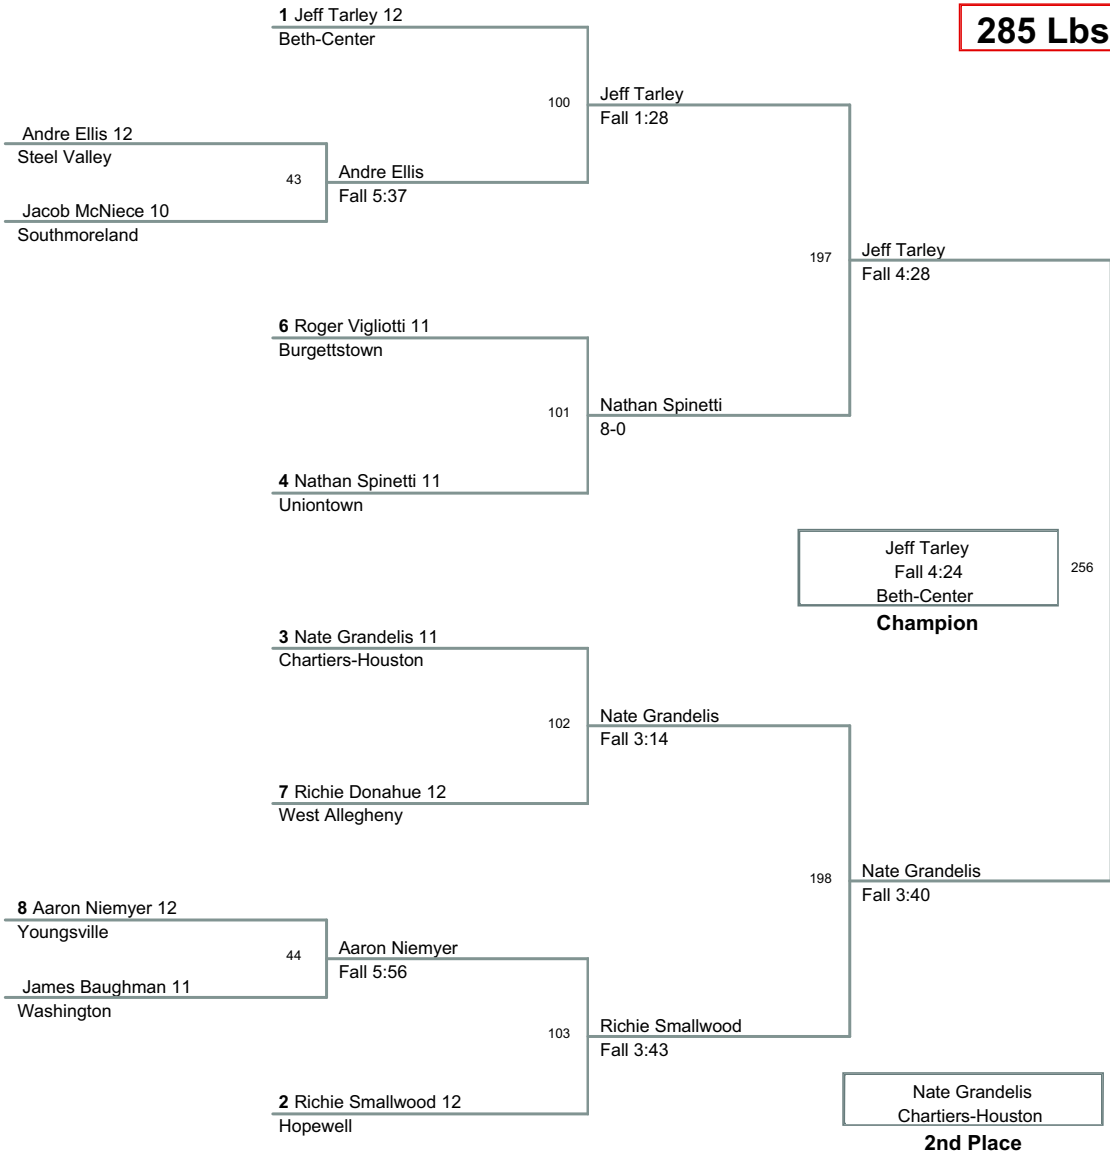 1 Jeff Tarley 12
Beth-Center
285 Lbs
100
Jeff Tarley
Fall 1:28
Andre Ellis 12
Steel Valley
43
Andre Ellis
Fall 5:37
Jacob McNiece 10
Southmoreland
197
Jeff Tarley
Fall 4:28
6 Roger Vigliotti 11
Burgettstown
101
Nathan Spinetti
8-0
4 Nathan Spinetti 11
Uniontown
Jeff Tarley
Fall 4:24
Beth-Center
256
Champion
3 Nate Grandelis 11
Chartiers-Houston
102
Nate Grandelis
Fall 3:14
7 Richie Donahue 12
West Allegheny
198
Nate Grandelis
Fall 3:40
8 Aaron Niemyer 12
Youngsville
44
Aaron Niemyer
Fall 5:56
James Baughman 11
Washington
103
Richie Smallwood
Fall 3:43
2 Richie Smallwood 12
Hopewell
Nate Grandelis
Chartiers-Houston
2nd Place